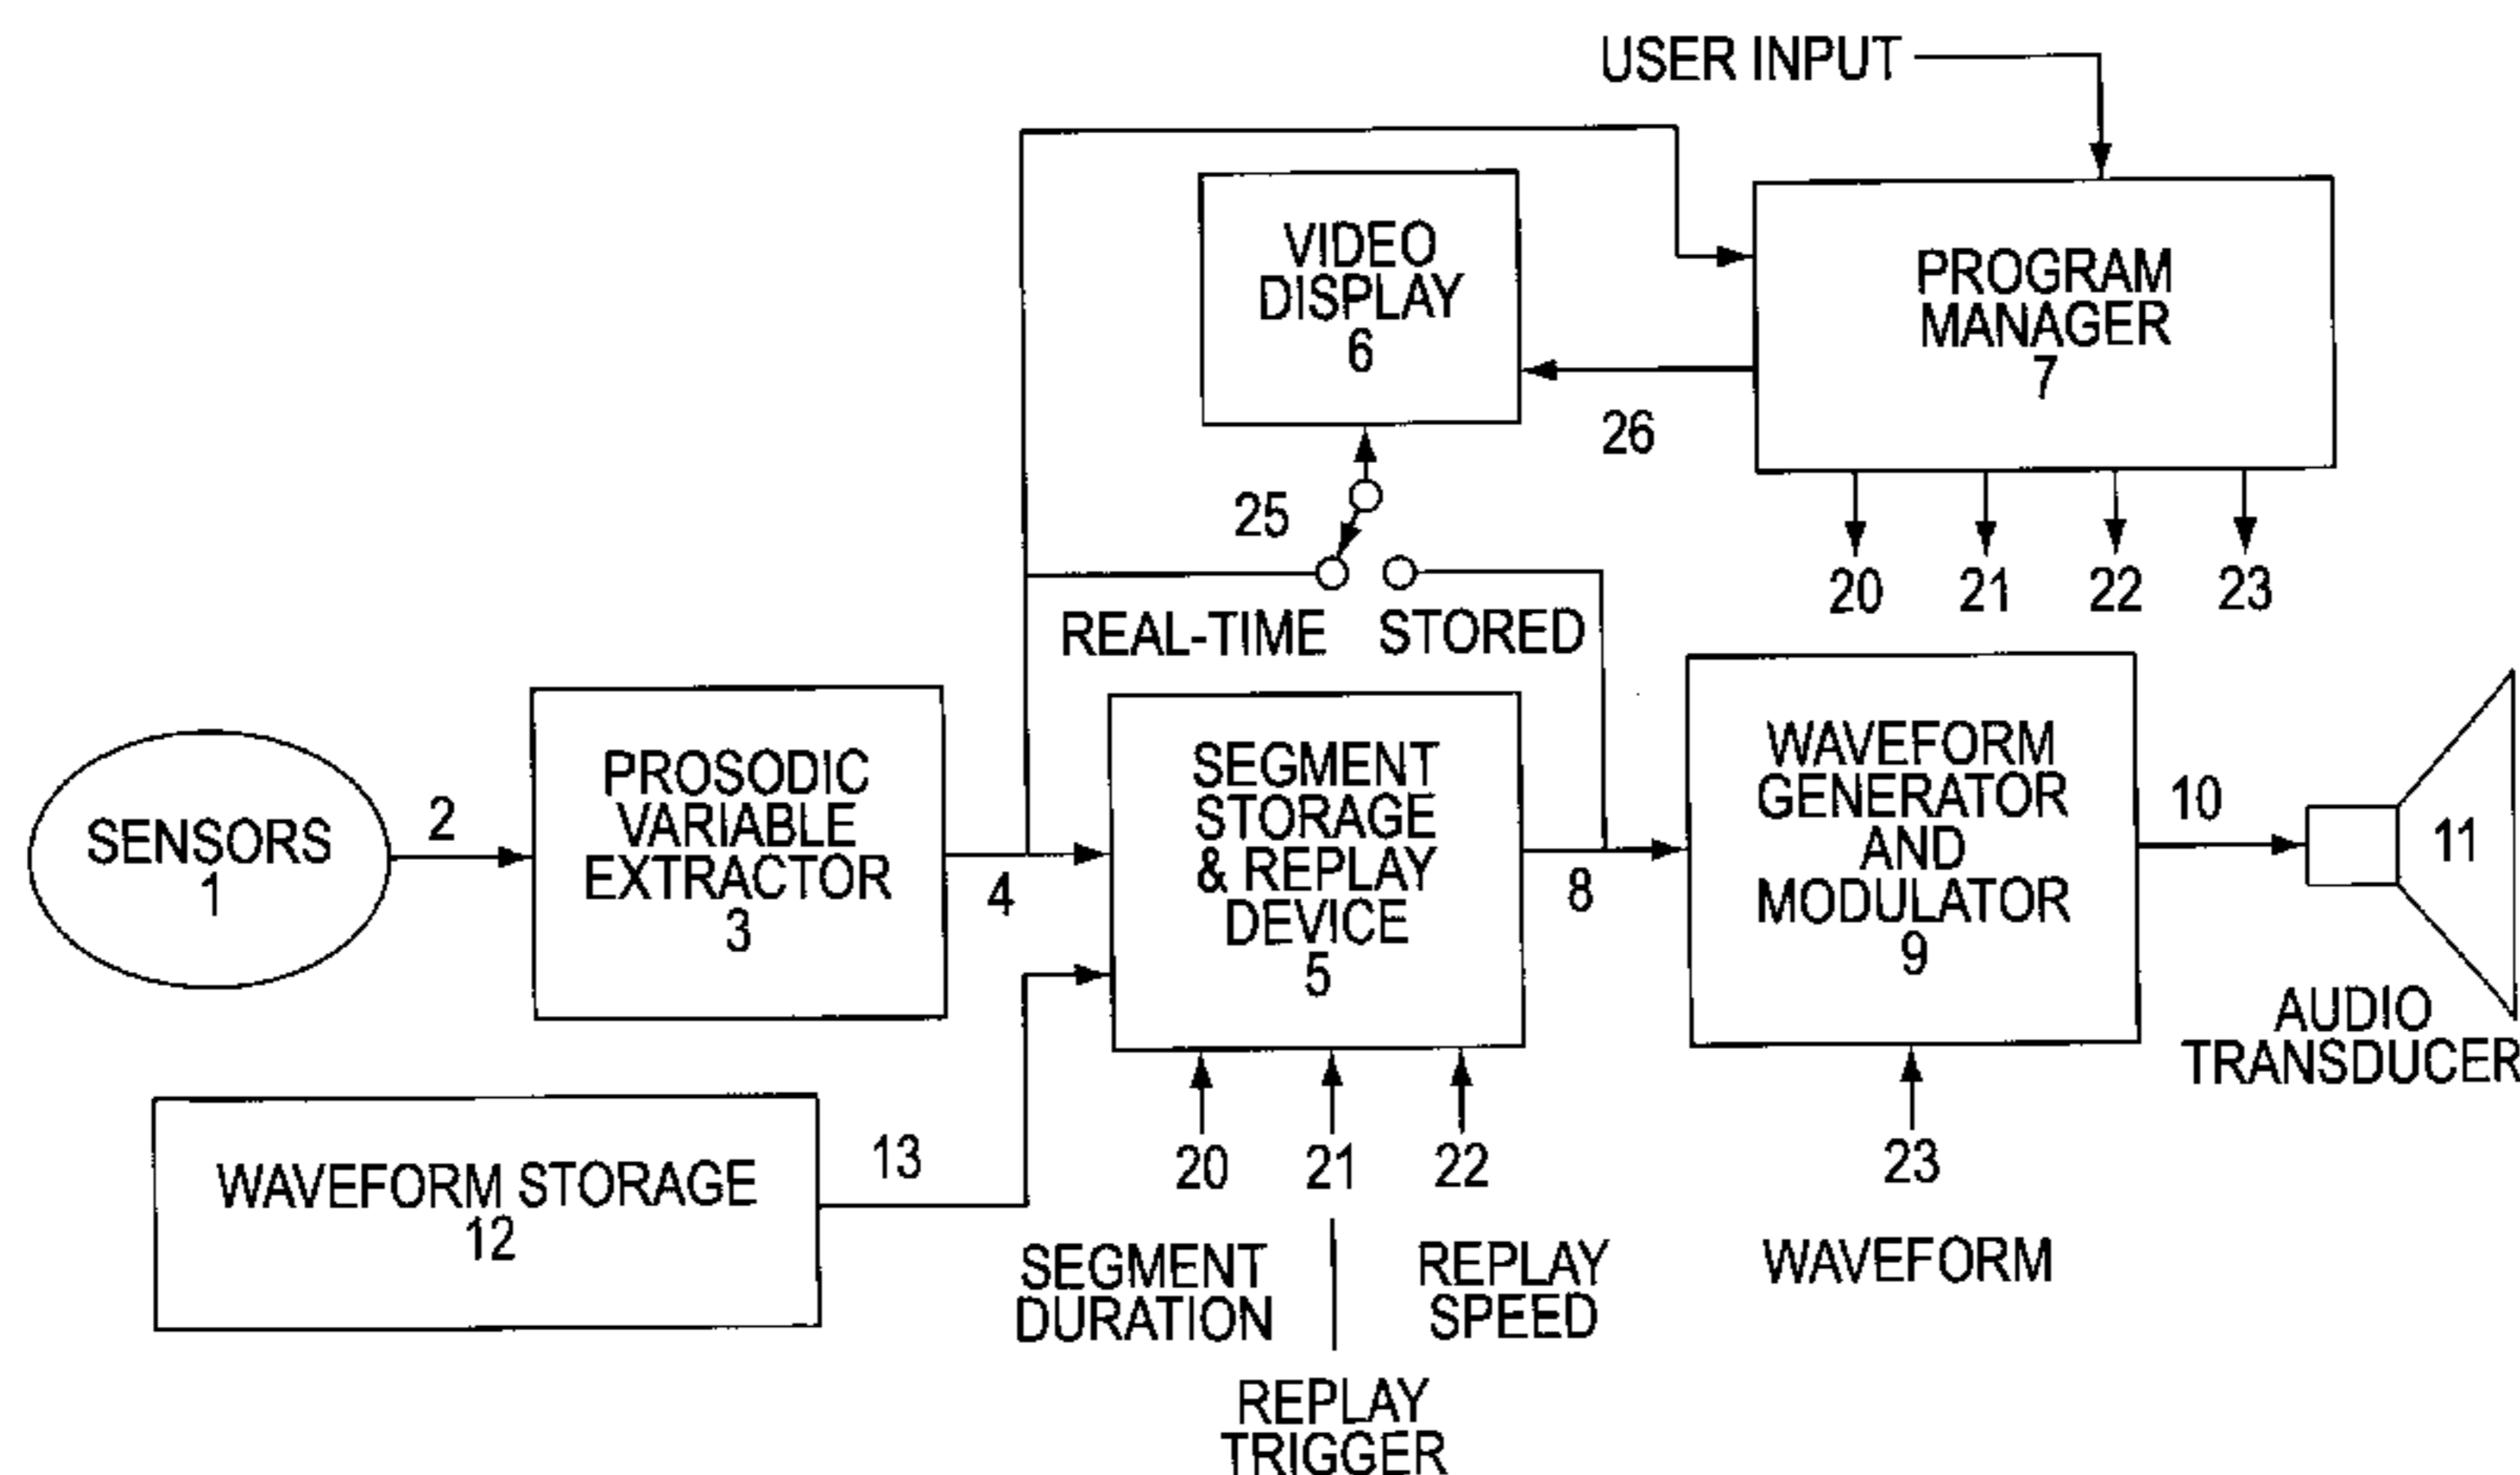 USER INPUT
VIDEO
DISPLAY
6
PROGRAM
MANAGER
7
26
25
20 21 22 23
REAL-TIME STORED
SENSORS
1
2
PROSODIC
VARIABLE
EXTRACTOR
3
4
SEGMENT
STORAGE
& REPLAY
DEVICE
5
8
WAVEFORM
GENERATOR
AND
MODULATOR
9
10
11
AUDIO
TRANSDUCER
WAVEFORM STORAGE
12
13
20 21 22
23
SEGMENT
DURATION
REPLAY
SPEED
WAVEFORM
REPLAY
TRIGGER